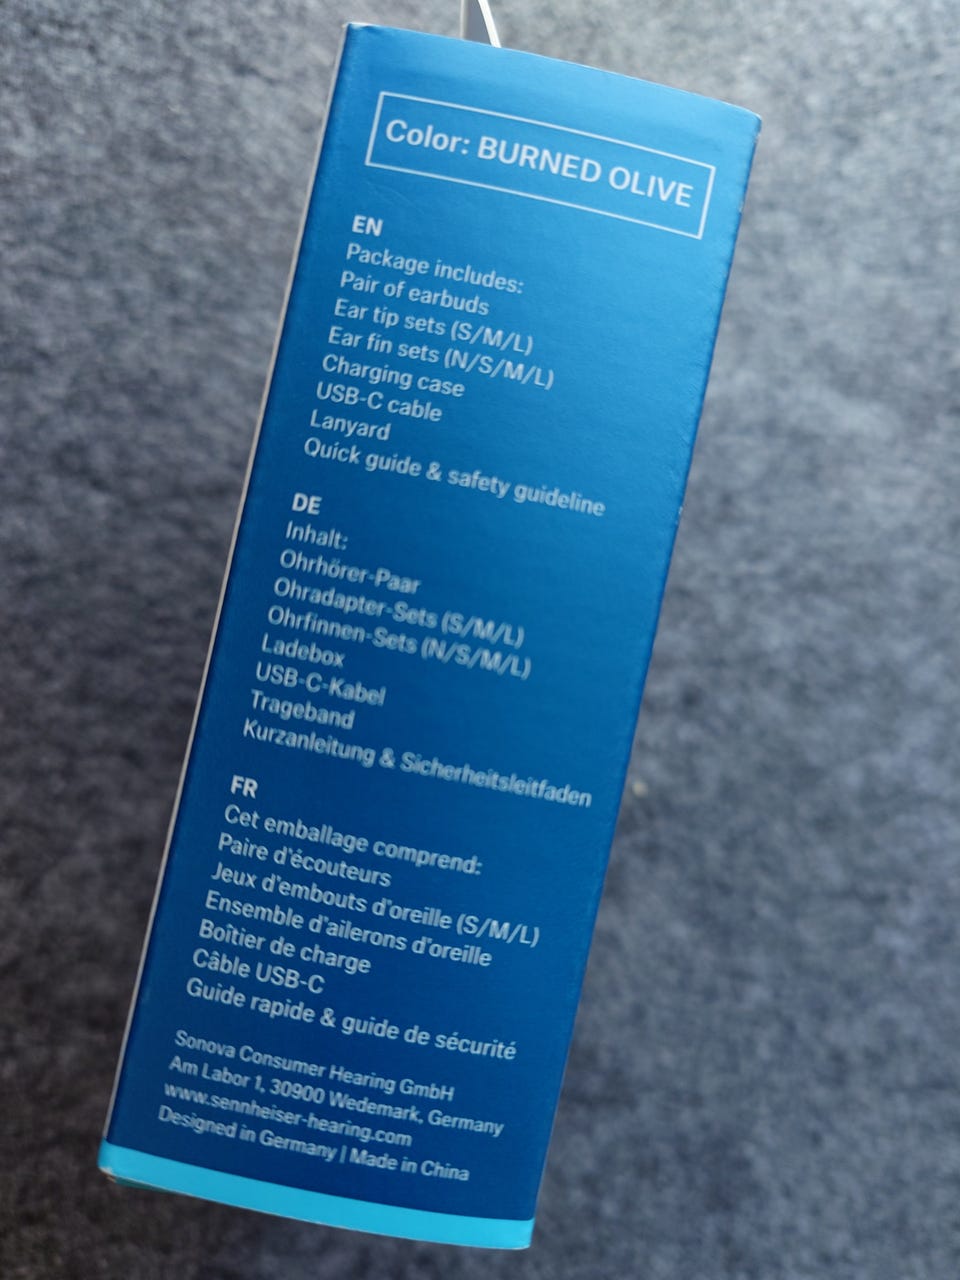 Color: BURNED OLIVE
EN
Package includes:
Pair of earbuds
Ear tip sets (S/M/L)
Ear fin sets (N/S/M/L)
Charging case
USB-C cable
Lanyard
Quick guide & safety guideline
DE
Inhalt:
Ohrhörer-Paar
Ohradapter-Sets (S/M/L)
Ohrfinnen-Sets (N/S/M/L)
Ladebox
USB-C-Kabel
Trageband
Kurzanleitung & Sicherheitsleitfaden
FR
Cet emballage comprend:
Paire d'écouteurs
Jeux d'embouts d'oreille (S/M/L)
Ensemble d'ailerons d'oreille
Boîtier de charge
Câble USB-C
Guide rapide & guide de sécurité
Sonova Consumer Hearing GmbH
Am Labor 1, 30900 Wedemark, Germany
www.sennheiser-hearing.com
Designed in Germany | Made in China